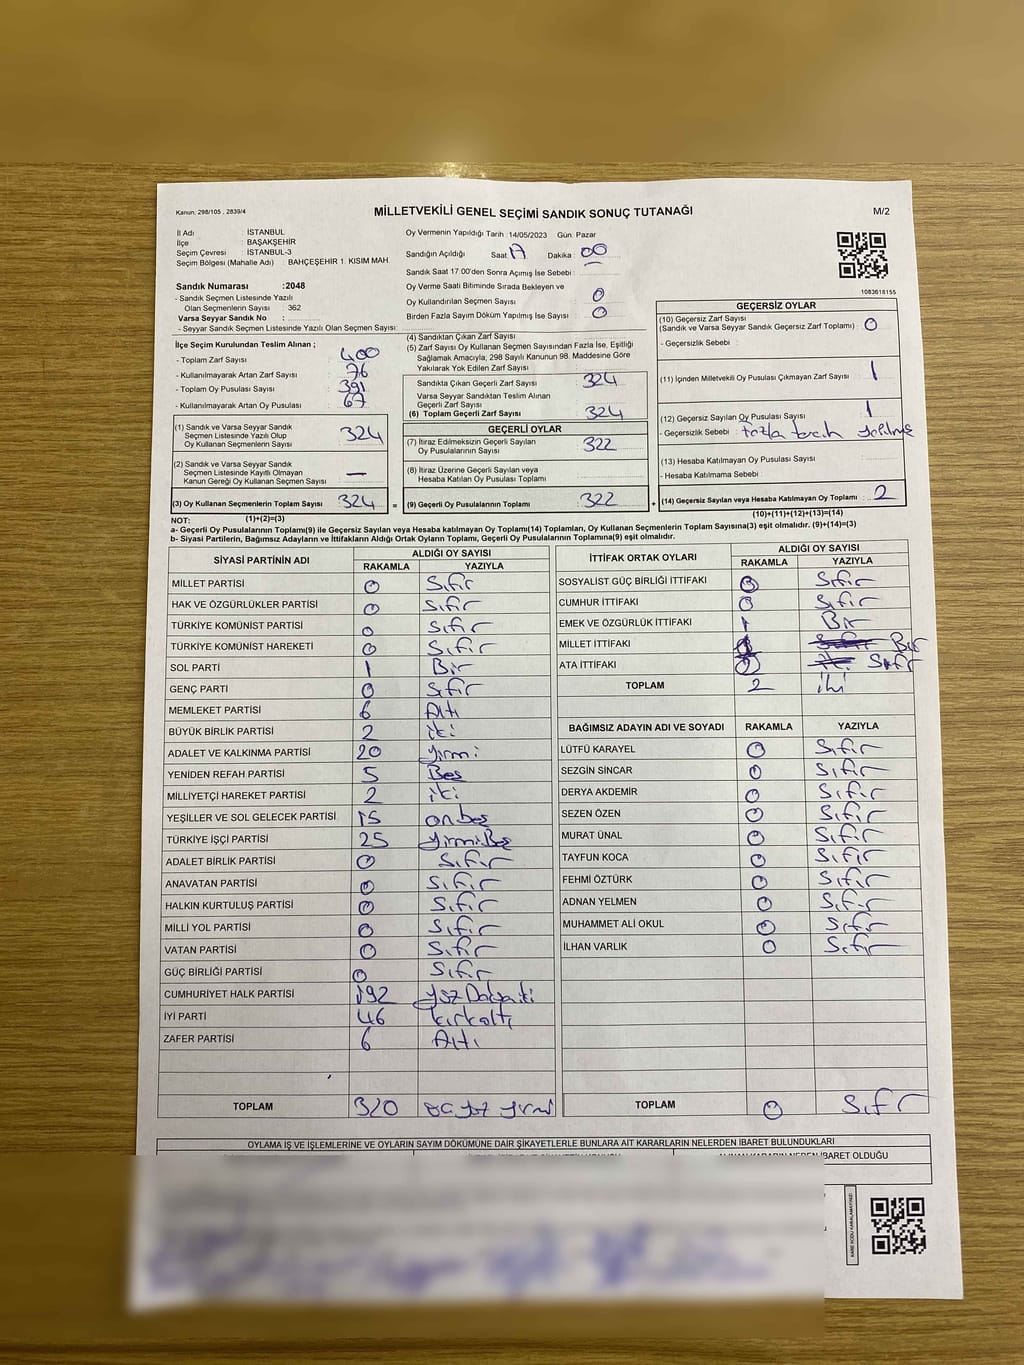 Kanun, 298/105 , 2839/4
MİLLETVEKİLİ GENEL SEÇİMİ SANDIK SONUÇ TUTANAĞI
M/2
İl Adı : İSTANBUL
İlçe : BAŞAKŞEHİR
Seçim Çevresi : İSTANBUL-3
Seçim Bölgesi (Mahalle Adı) : BAHÇEŞEHİR 1. KISIM MAH.
Sandık Numarası :2048
- Sandık Seçmen Listesinde Yazılı
Olan Seçmenlerin Sayısı : 362
Varsa Seyyar Sandık No :
- Seyyar Sandık Seçmen Listesinde Yazılı Olan Seçmen Sayısı:
Oy Vermenin Yapıldığı Tarih :14/05/2023 Gün: Pazar
Sandığın Açıldığı Saat 17 Dakika 00
Sandık Saat 17:00'den Sonra Açımış İse Sebebi :
Oy Verme Saati Bitiminde Sırada Bekleyen ve
Oy Kullandırılan Seçmen Sayısı : 0
Birden Fazla Sayım Döküm Yapılmış İse Sayısı : 0
1083618155
İlçe Seçim Kurulundan Teslim Alınan ;
- Toplam Zarf Sayısı : 400
- Kullanılmayarak Artan Zarf Sayısı : 76
- Toplam Oy Pusulası Sayısı : 391
- Kullanılmayarak Artan Oy Pusulası : 67
(4) Sandıktan Çıkan Zarf Sayısı :
(5) Zarf Sayısı Oy Kullanan Seçmen Sayısından Fazla İse, Eşitliği
Sağlamak Amacıyla, 298 Sayılı Kanunun 98. Maddesine Göre
Yakılarak Yok Edilen Zarf Sayısı :
Sandıkta Çıkan Geçerli Zarf Sayısı : 324
Varsa Seyyar Sandıktan Teslim Alınan
Geçerli Zarf Sayısı :
(6) Toplam Geçerli Zarf Sayısı : 324
GEÇERSİZ OYLAR
(10) Geçersiz Zarf Sayısı
(Sandık ve Varsa Seyyar Sandık Geçersiz Zarf Toplamı) : 0
- Geçersizlik Sebebi :
(11) İçinden Milletvekili Oy Pusulası Çıkmayan Zarf Sayısı : 1
(12) Geçersiz Sayılan Oy Pusulası Sayısı : 1
- Geçersizlik Sebebi : fazla tercih yapılmış
(13) Hesaba Katılmayan Oy Pusulası Sayısı :
- Hesaba Katılmama Sebebi :
(14) Geçersiz Sayılan veya Hesaba Katılmayan Oy Toplamı : 2
(10)+(11)+(12)+(13)=(14)
(1) Sandık ve Varsa Seyyar Sandık
Seçmen Listesinde Yazılı Olup
Oy Kullanan Seçmenlerin Sayısı : 324
(2) Sandık ve Varsa Seyyar Sandık
Seçmen Listesinde Kayıtlı Olmayan
Kanun Gereği Oy Kullanan Seçmen Sayısı : —
(3) Oy Kullanan Seçmenlerin Toplam Sayısı : 324 =
(1)+(2)=(3)
GEÇERLİ OYLAR
(7) İtiraz Edilmeksizin Geçerli Sayılan
Oy Pusulalarının Sayısı : 322
(8) İtiraz Üzerine Geçerli Sayılan veya
Hesaba Katılan Oy Pusulaları Toplamı :
(9) Geçerli Oy Pusulalarının Toplamı : 322 +
NOT:
a- Geçerli Oy Pusulalarının Toplamı(9) ile Geçersiz Sayılan veya Hesaba katılmayan Oy Toplamı(14) Toplamları, Oy Kullanan Seçmenlerin Toplam Sayısına(3) eşit olmalıdır. (9)+(14)=(3)
b- Siyasi Partilerin, Bağımsız Adayların ve İttifakların Aldığı Ortak Oyların Toplamı, Geçerli Oy Pusulalarının Toplamına(9) eşit olmalıdır.
SİYASİ PARTİNİN ADI ALDIĞI OY SAYISI
RAKAMLA YAZIYLA
MİLLET PARTİSİ 0 Sıfır
HAK VE ÖZGÜRLÜKLER PARTİSİ 0 Sıfır
TÜRKİYE KOMÜNİST PARTİSİ 0 Sıfır
TÜRKİYE KOMÜNİST HAREKETİ 0 Sıfır
SOL PARTİ 1 Bir
GENÇ PARTİ 0 Sıfır
MEMLEKET PARTİSİ 6 Altı
BÜYÜK BİRLİK PARTİSİ 2 iki
ADALET VE KALKINMA PARTİSİ 20 yirmi
YENİDEN REFAH PARTİSİ 5 Beş
MİLLİYETÇİ HAREKET PARTİSİ 2 iki
YEŞİLLER VE SOL GELECEK PARTİSİ 15 onbeş
TÜRKİYE İŞÇİ PARTİSİ 25 yirmiBeş
ADALET BİRLİK PARTİSİ 0 Sıfır
ANAVATAN PARTİSİ 0 Sıfır
HALKIN KURTULUŞ PARTİSİ 0 Sıfır
MİLLİ YOL PARTİSİ 0 Sıfır
VATAN PARTİSİ 0 Sıfır
GÜÇ BİRLİĞİ PARTİSİ 0 Sıfır
CUMHURİYET HALK PARTİSİ 192
İYİ PARTİ 46 kırkaltı
ZAFER PARTİSİ 6 Altı
TOPLAM 320 üç yüz yirmi
İTTİFAK ORTAK OYLARI ALDIĞI OY SAYISI
RAKAMLA YAZIYLA
SOSYALİST GÜÇ BİRLİĞİ İTTİFAKI 0 Sıfır
CUMHUR İTTİFAKI 0 Sıfır
EMEK VE ÖZGÜRLÜK İTTİFAKI 1 Bir
MİLLET İTTİFAKI Bir
ATA İTTİFAKI 0 Sıfır
TOPLAM 2 iki
BAĞIMSIZ ADAYIN ADI VE SOYADI RAKAMLA YAZIYLA
LÜTFÜ KARAYEL 0 Sıfır
SEZGİN SİNCAR 0 Sıfır
DERYA AKDEMİR 0 Sıfır
SEZEN ÖZEN 0 Sıfır
MURAT ÜNAL 0 Sıfır
TAYFUN KOCA 0 Sıfır
FEHMİ ÖZTÜRK 0 Sıfır
ADNAN YELMEN 0 Sıfır
MUHAMMET ALİ OKUL 0 Sıfır
İLHAN VARLIK 0 Sıfır
TOPLAM 0 Sıfır
OYLAMA İŞ VE İŞLEMLERİNE VE OYLARIN SAYIM DÖKÜMÜNE DAİR ŞİKAYETLERLE BUNLARA AİT KARARLARIN NELERDEN İBARET BULUNDUKLARI
ALINAN KARARIN NEDEN İBARET OLDUĞU